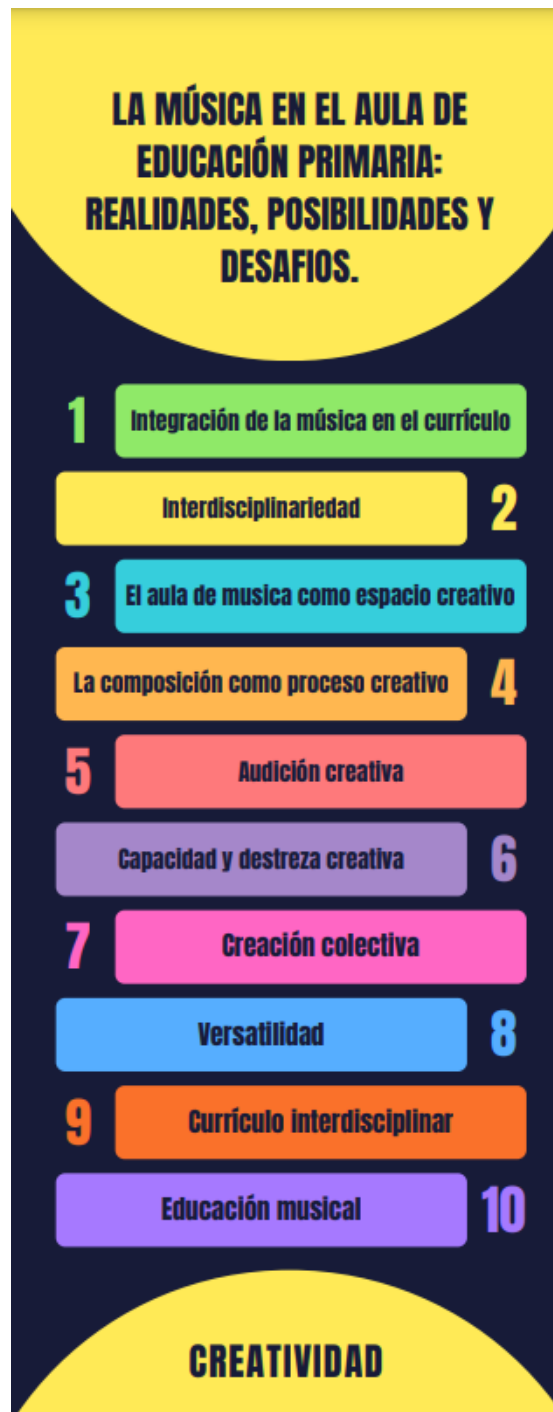 LA MÚSICA EN EL AULA DE
EDUCACIÓN PRIMARIA:
REALIDADES, POSIBILIDADES Y
DESAFIOS.
1 Integración de la música en el currículo
Interdisciplinariedad 2
3 El aula de musica como espacio creativo
La composición como proceso creativo 4
5 Audición creativa
Capacidad y destreza creativa 6
7 Creación colectiva
Versatilidad 8
9 Currículo interdisciplinar
Educación musical 10
CREATIVIDAD